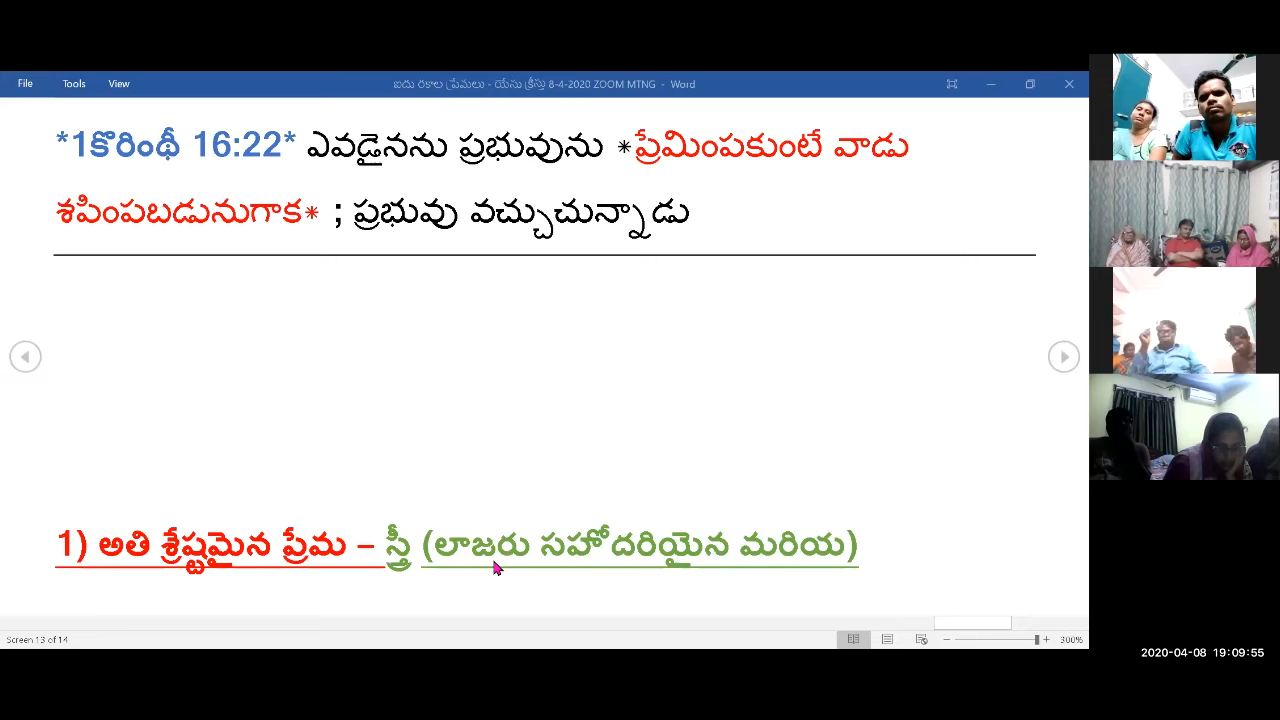 File Tools View ఐదు రకాల ప్రేమలు - యేసు క్రీస్తు 8-4-2020 ZOOM MTNG - Word
*1కొరింథీ 16:22* ఎవడైనను ప్రభువును *ప్రేమింపకుంటే వాడు
శపింపబడునుగాక* ; ప్రభువు వచ్చుచున్నాడు
1) అతి శ్రేష్టమైన ప్రేమ – స్త్రీ (లాజరు సహోదరియైన మరియ)
Screen 13 of 14
300%
2020-04-08 19:09:55